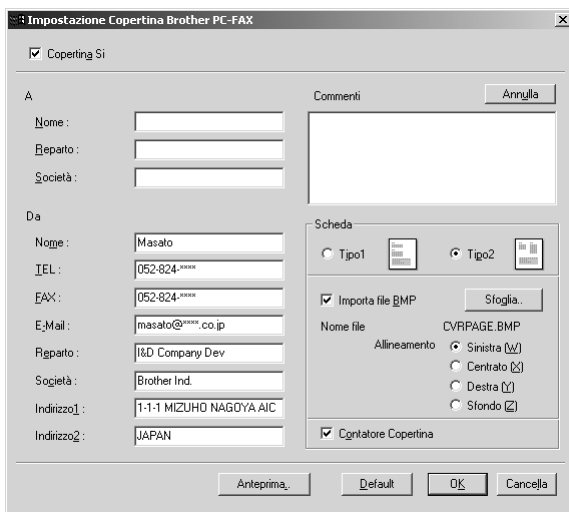 Impostazione Copertina Brother PC-FAX
Copertina Sì
A
Nome :
Reparto :
Società :
Commenti
Annulla
Da
Nome :
Masato
TEL :
052-824-****
FAX :
052-824-****
E-Mail :
masato@****.co.jp
Reparto :
I&D Company Dev
Società :
Brother Ind.
Indirizzo1 :
1-1-1 MIZUHO NAGOYA AIC
Indirizzo2 :
JAPAN
Scheda
Tipo1
Tipo2
Importa file BMP
Sfoglia..
Nome file
CVRPAGE.BMP
Allineamento
Sinistra (W)
Centrato (X)
Destra (Y)
Sfondo (Z)
Contatore Copertina
Anteprima..
Default
OK
Cancella